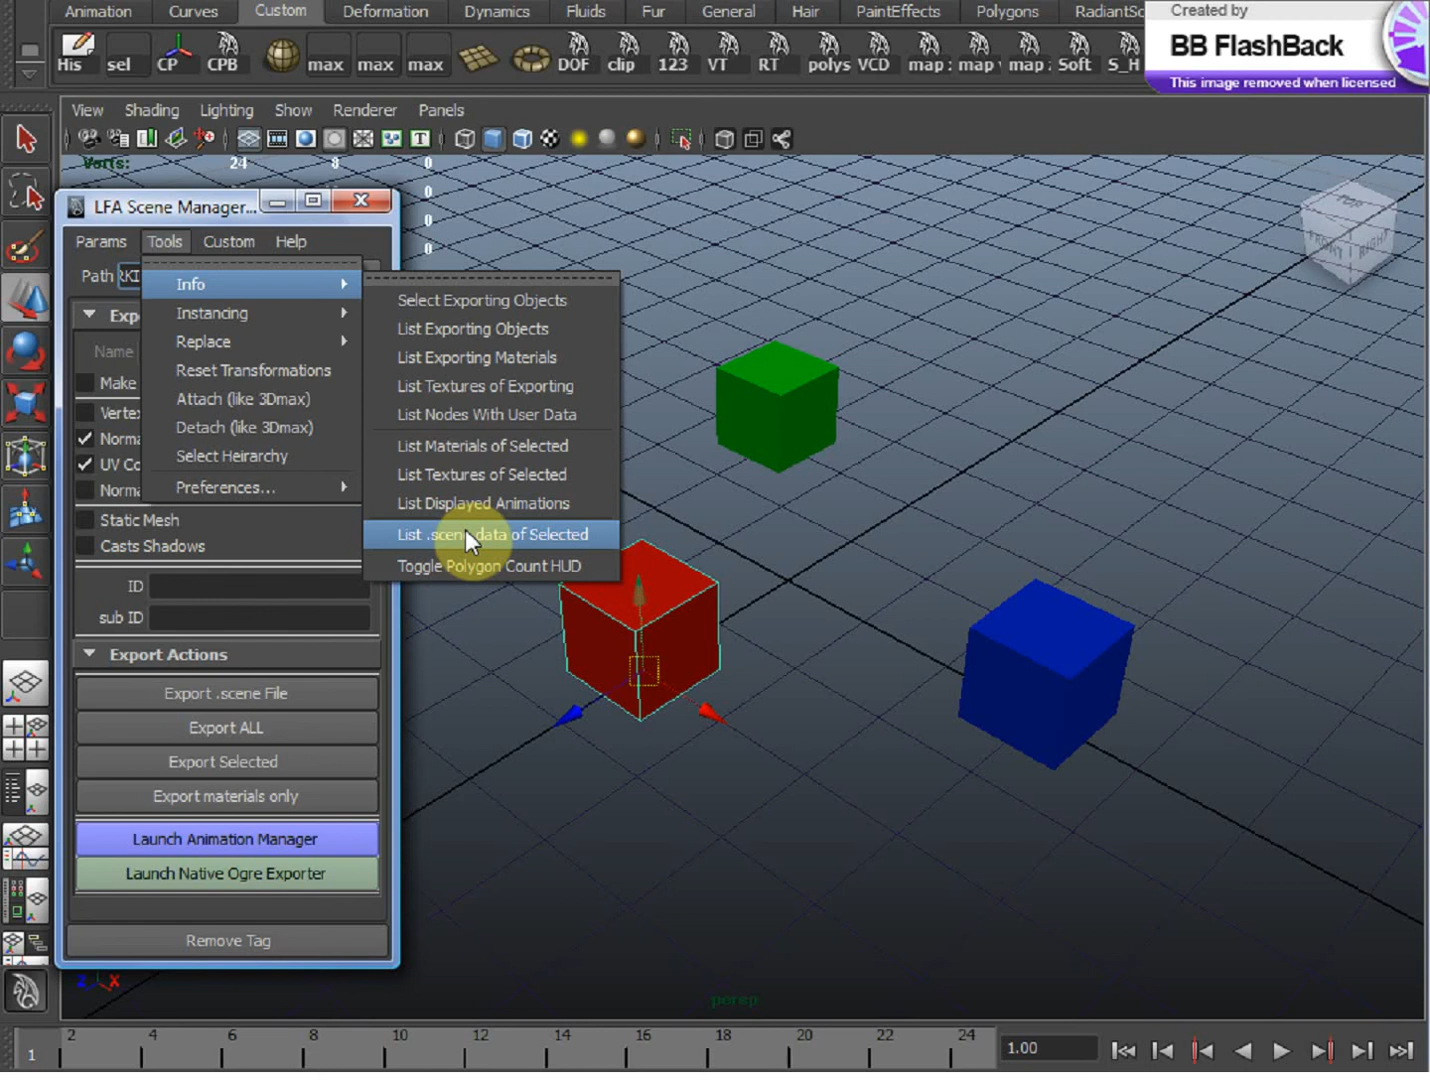 Animation Curves Custom Deformation Dynamics Fluids Fur General Hair PaintEffects Polygons
Created by
BB FlashBack
This image removed when licensed
His sel CP CPB max max max DOF clip 123 VT RT polys VCD map map map Soft S_H
View Shading Lighting Show Renderer Panels
Verts: 24 8 0
0
0
0
TOP
FRONT RIGHT
LFA Scene Manager...
Params Tools Custom Help
Path
Info
Instancing
Replace
Reset Transformations
Attach (like 3Dmax)
Detach (like 3Dmax)
Select Heirarchy
Preferences...
Select Exporting Objects
List Exporting Objects
List Exporting Materials
List Textures of Exporting
List Nodes With User Data
List Materials of Selected
List Textures of Selected
List Displayed Animations
List .scene data of Selected
Toggle Polygon Count HUD
Exp
Name
Make
Verte
Norma
UV Co
Norma
Static Mesh
Casts Shadows
ID
sub ID
Export Actions
Export .scene File
Export ALL
Export Selected
Export materials only
Launch Animation Manager
Launch Native Ogre Exporter
Remove Tag
Z X
persp
2 4 6 8 10 12 14 16 18 20 22 24
1
1.00